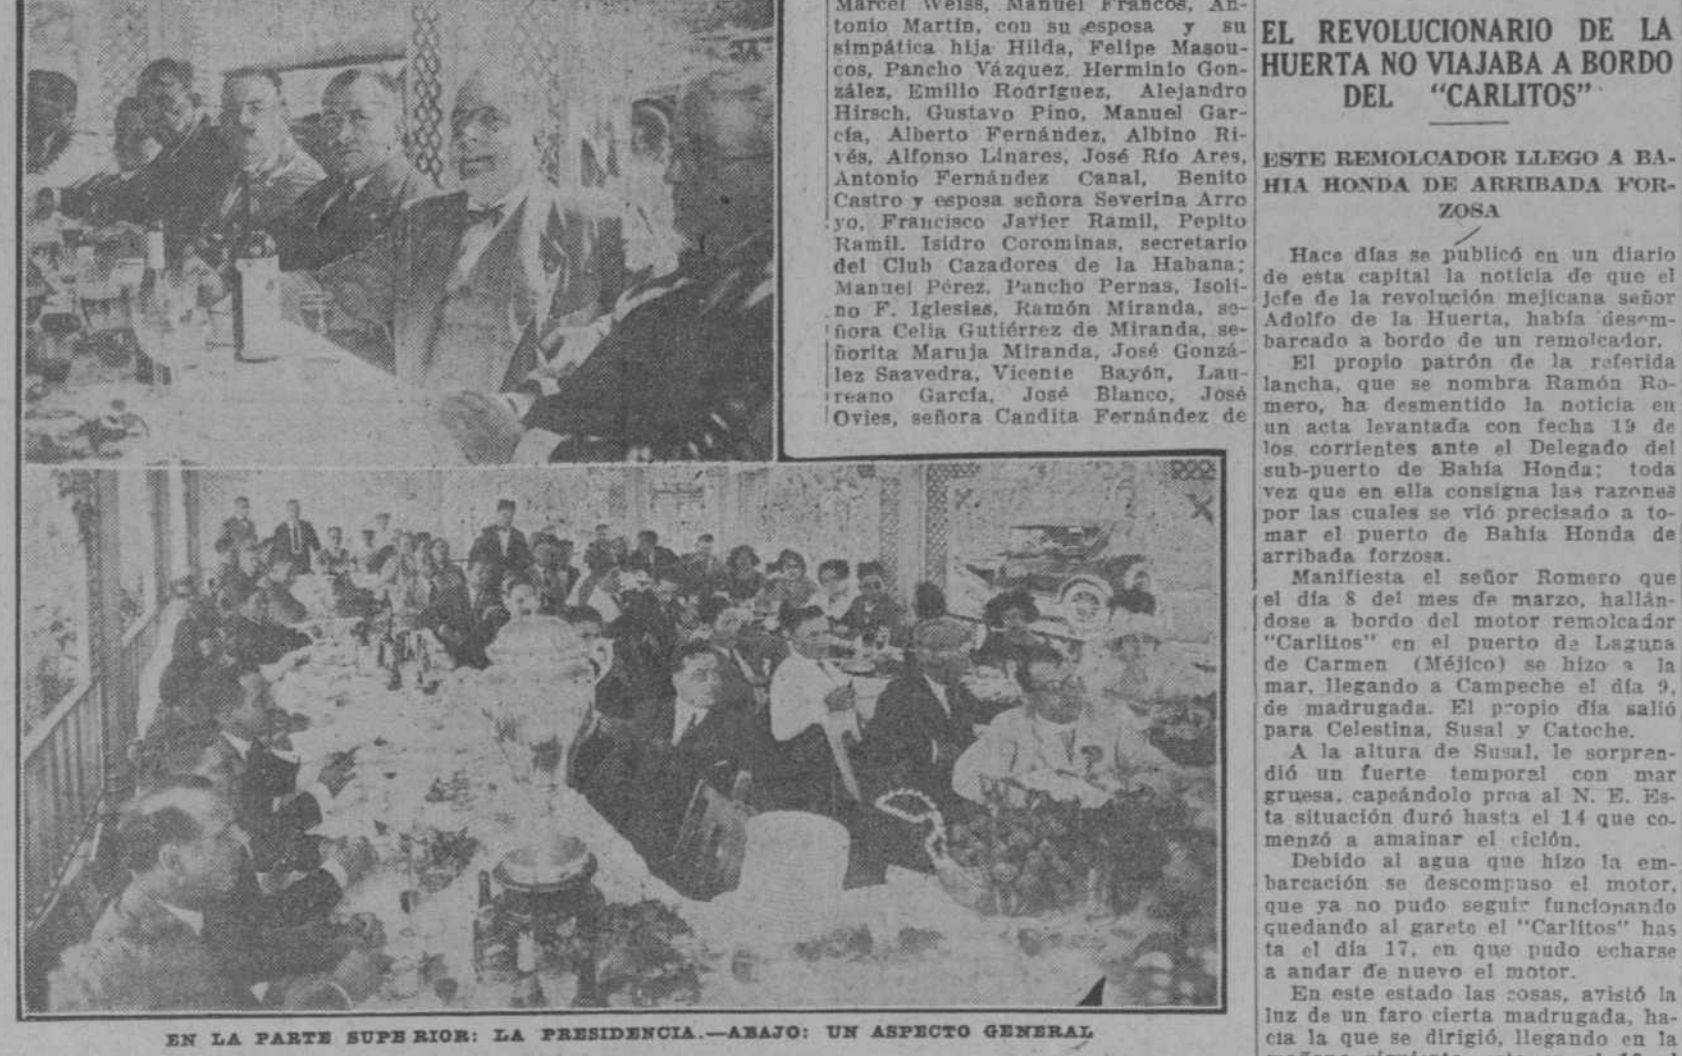 Marcel Weiss, Manuel Francos, An-
tonio Martín, con su esposa y su
simpática hija Hilda, Felipe Masou-
cos, Pancho Vázquez, Herminio Gon-
zález, Emilio Rodríguez, Alejandro
Hirsch, Gustavo Pino, Manuel Gar-
cía, Alberto Fernández, Albino Ri-
vés, Alfonso Linares, José Río Ares,
Antonio Fernández Canal, Benito
Castro y esposa señora Severina Arro
yo, Francisco Javier Ramil, Pepito
Ramil, Isidro Corominas, secretario
del Club Cazadores de la Habana;
Manuel Pérez, Pancho Pernas, Isoli-
no F. Iglesias, Ramón Miranda, se-
ñora Celia Gutiérrez de Miranda, se-
ñorita Maruja Miranda, José Gonzá-
lez Saavedra, Vicente Bayón, Lau-
reano García, José Blanco, José
Ovies, señora Candita Fernández de
EN LA PARTE SUPERIOR: LA PRESIDENCIA.—ABAJO: UN ASPECTO GENERAL
EL REVOLUCIONARIO DE LA
HUERTA NO VIAJABA A BORDO
DEL "CARLITOS"
ESTE REMOLCADOR LLEGO A BA-
HIA HONDA DE ARRIBADA FOR-
ZOSA
Hace días se publicó en un diario
de esta capital la noticia de que el
jefe de la revolución mejicana señor
Adolfo de la Huerta, había desem-
barcado a bordo de un remolcador.
El propio patrón de la referida
lancha, que se nombra Ramón Ro-
mero, ha desmentido la noticia en
un acta levantada con fecha 19 de
los corrientes ante el Delegado del
sub-puerto de Bahía Honda; toda
vez que en ella consigna las razones
por las cuales se vió precisado a to-
mar el puerto de Bahía Honda de
arribada forzosa.
Manifiesta el señor Romero que
el día 8 del mes de marzo, hallán-
dose a bordo del motor remolcador
"Carlitos" en el puerto de Laguna
de Carmen (Méjico) se hizo a la
mar, llegando a Campeche el día 9,
de madrugada. El propio día salió
para Celestina, Susal y Catoche.
A la altura de Susal, le sorpren-
dió un fuerte temporal con mar
gruesa, capeándolo proa al N. E. Es-
ta situación duró hasta el 14 que co-
menzó a amainar el ciclón.
Debido al agua que hizo la em-
barcación se descompuso el motor,
que ya no pudo seguir funcionando
quedando al garete el "Carlitos" has
ta el día 17, en que pudo echarse
a andar de nuevo el motor.
En este estado las cosas, avistó la
luz de un faro cierta madrugada, ha-
cia la que se dirigió, llegando en la